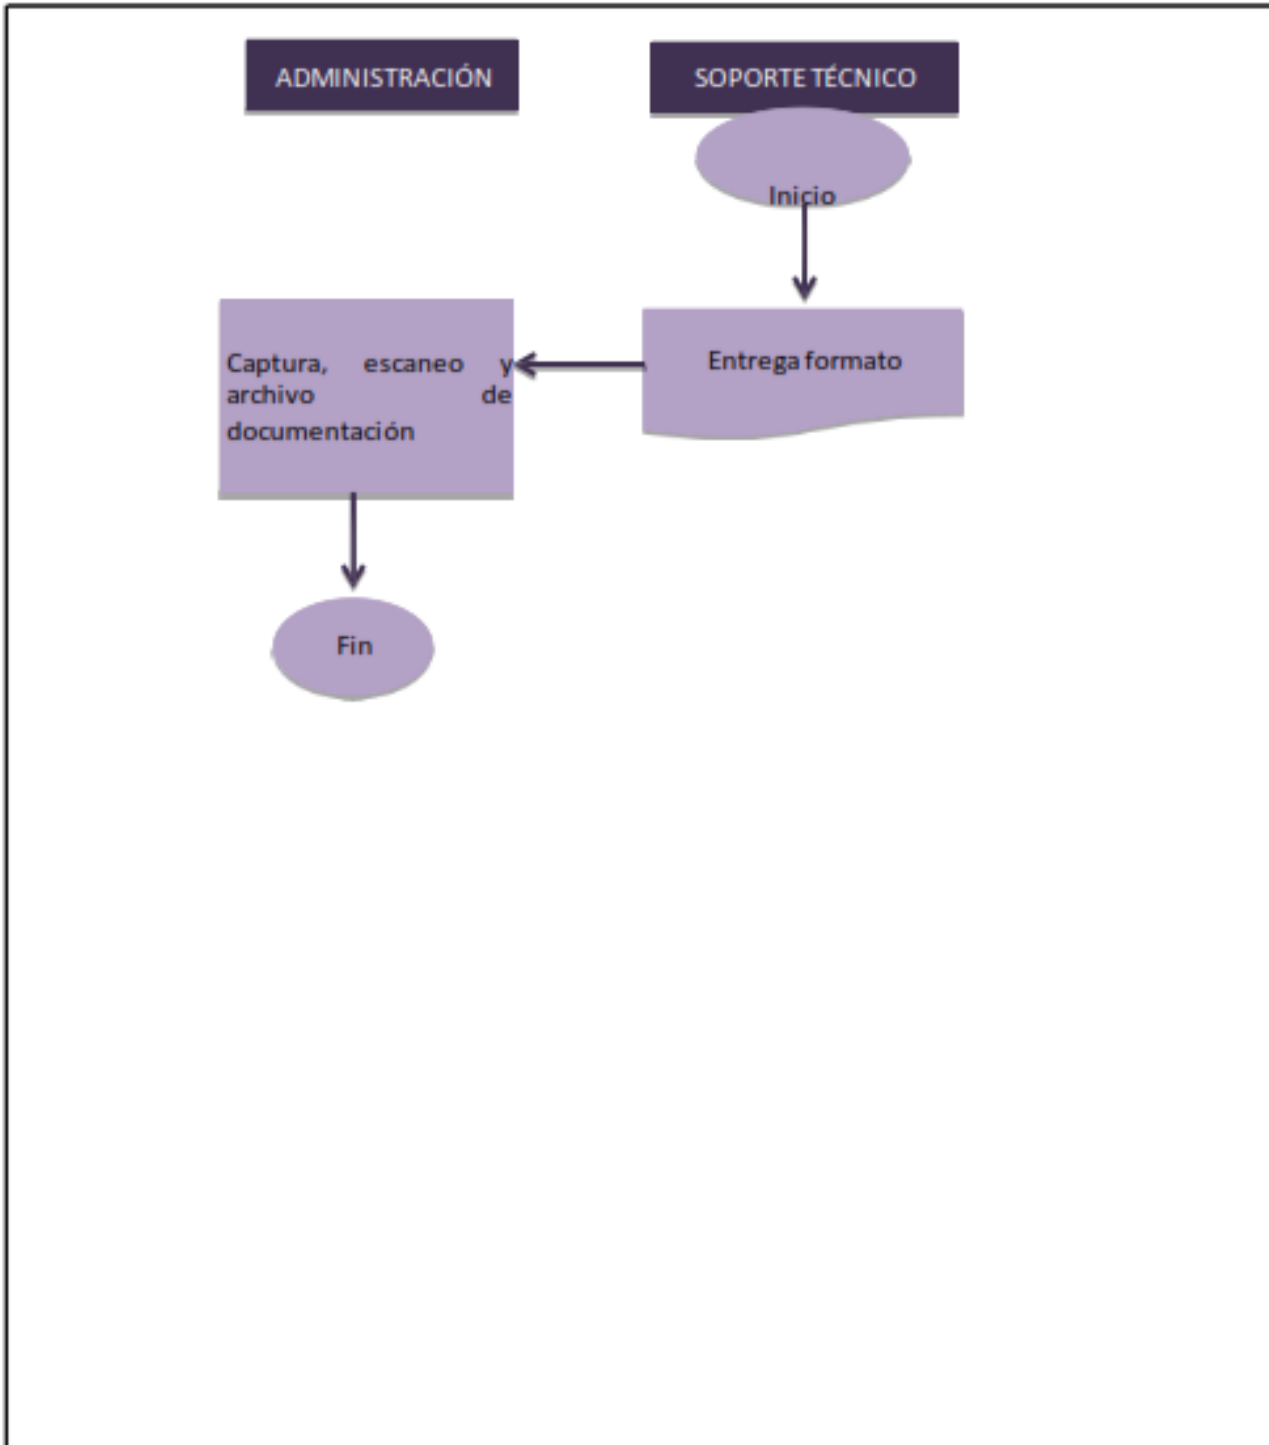 ADMINISTRACIÓN
SOPORTE TÉCNICO
Inicio
Entrega formato
Captura, escaneo y
archivo de
documentación
Fin